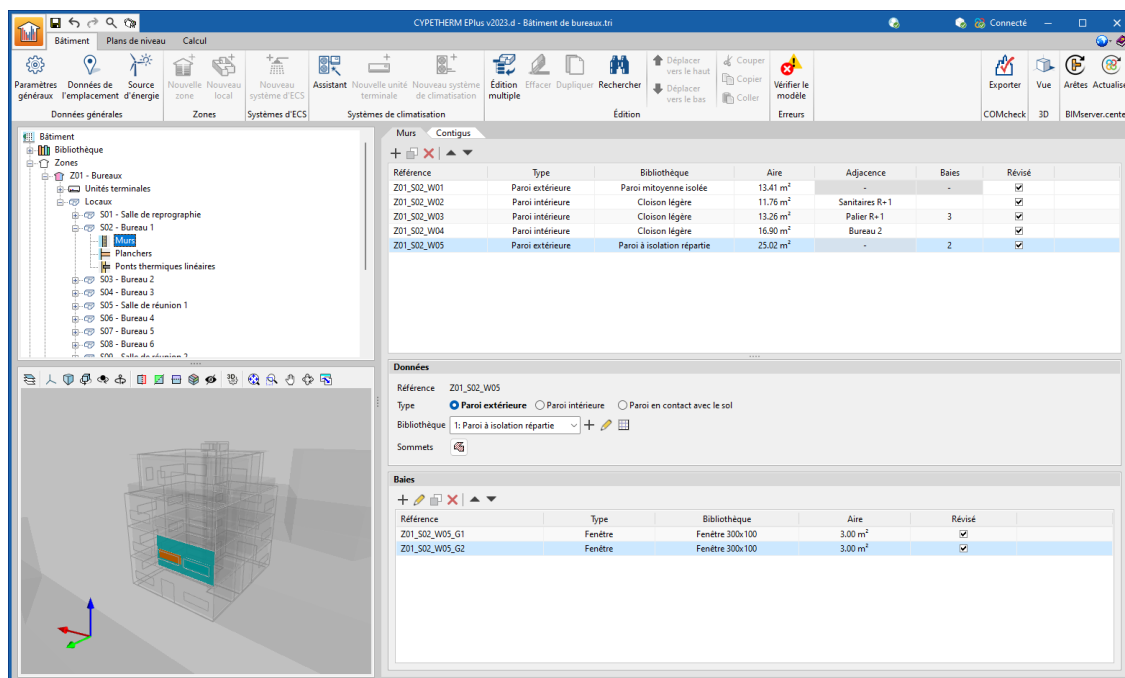 CYPETHERM EPlus v2023.d - Bâtiment de bureaux.tri
Connecté
Bâtiment Plans de niveau Calcul
Paramètres généraux
Données de l'emplacement
Source d'énergie
Nouvelle zone
Nouveau local
Nouveau système d'ECS
Assistant
Nouvelle unité terminale
Nouveau système de climatisation
Édition multiple
Effacer
Dupliquer
Rechercher
Déplacer vers le haut
Déplacer vers le bas
Couper
Copier
Coller
Vérifier le modèle
Exporter
Vue
Arêtes
Actualise
Données générales
Zones
Systèmes d'ECS
Systèmes de climatisation
Édition
Erreurs
COMcheck
3D
BIMserver.cente
Bâtiment
Bibliothèque
Zones
Z01 - Bureaux
Unités terminales
Locaux
S01 - Salle de reprographie
S02 - Bureau 1
Murs
Planchers
Ponts thermiques linéaires
S03 - Bureau 2
S04 - Bureau 3
S05 - Salle de réunion 1
S06 - Bureau 4
S07 - Bureau 5
S08 - Bureau 6
S09 - Salle de réunion 2
Murs Contigus
Référence Type Bibliothèque Aire Adjacence Baies Révisé
Z01_S02_W01 Paroi extérieure Paroi mitoyenne isolée 13.41 m² - -
Z01_S02_W02 Paroi intérieure Cloison légère 11.76 m² Sanitaires R+1
Z01_S02_W03 Paroi intérieure Cloison légère 13.26 m² Palier R+1 3
Z01_S02_W04 Paroi intérieure Cloison légère 16.90 m² Bureau 2
Z01_S02_W05 Paroi extérieure Paroi à isolation répartie 25.02 m² - 2
Données
Référence Z01_S02_W05
Type Paroi extérieure Paroi intérieure Paroi en contact avec le sol
Bibliothèque 1: Paroi à isolation répartie
Sommets
Baies
Référence Type Bibliothèque Aire Révisé
Z01_S02_W05_G1 Fenêtre Fenêtre 300x100 3.00 m²
Z01_S02_W05_G2 Fenêtre Fenêtre 300x100 3.00 m²